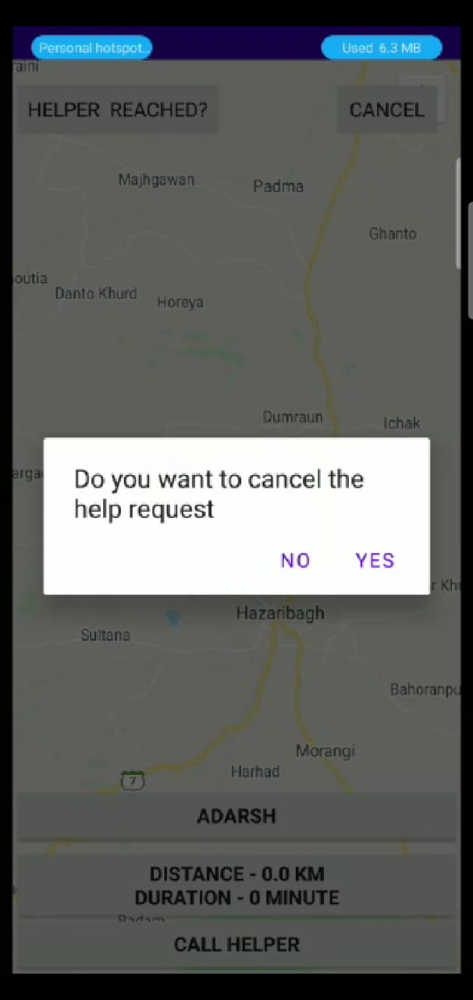 Personal hotspot...
Used 6.3 MB
raini
HELPER REACHED?
CANCEL
Majhgawan
Padma
Ghanto
outia
Danto Khurd
Horeya
Dumraun
Ichak
arga
Do you want to cancel the
help request
NO
YES
r Khu
Hazaribagh
Sultana
Bahoranpu
Morangi
Harhad
7
ADARSH
DISTANCE - 0.0 KM
DURATION - 0 MINUTE
Badam
CALL HELPER